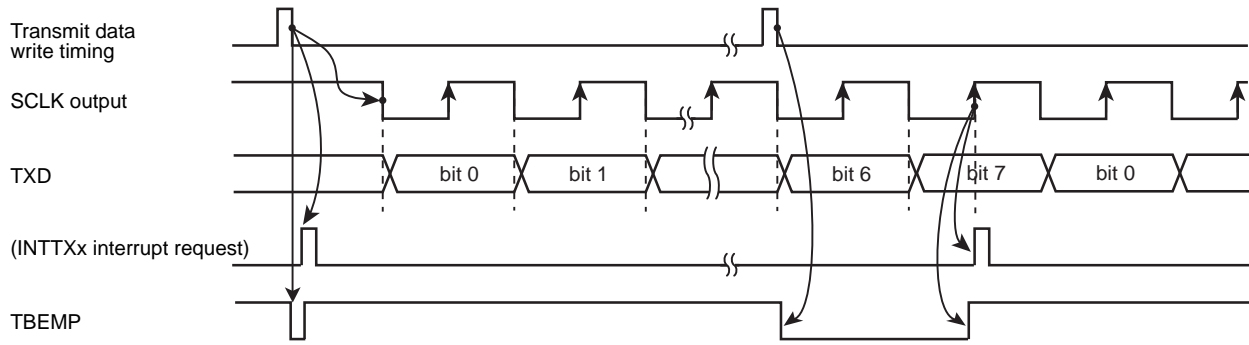 Transmit data
write timing
SCLK output
TXD
bit 0
bit 1
bit 6
bit 7
bit 0
(INTTXx interrupt request)
TBEMP